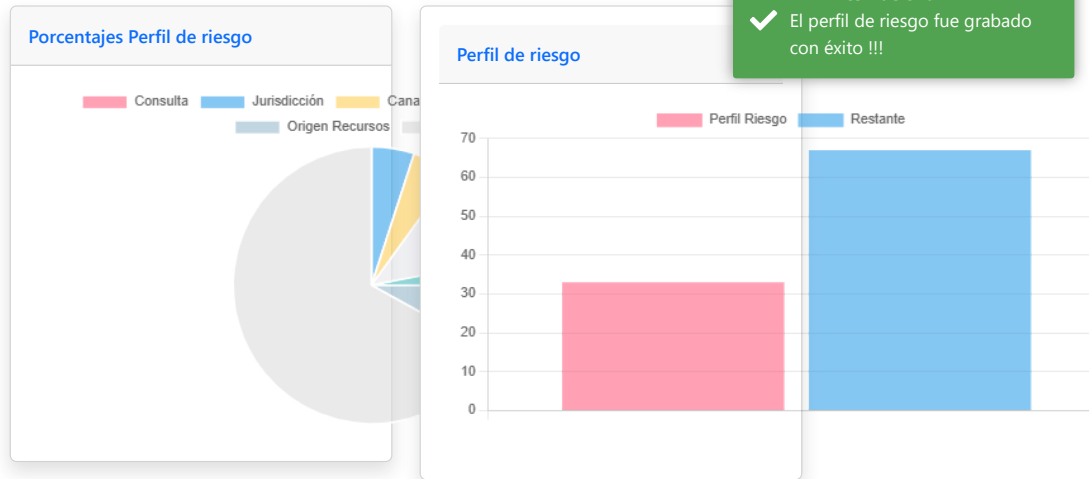 Porcentajes Perfil de riesgo
Consulta
Jurisdicción
Cana
Origen Recursos
Perfil de riesgo
El perfil de riesgo fue grabado
con éxito !!!
Perfil Riesgo
Restante
70
60
50
40
30
20
10
0